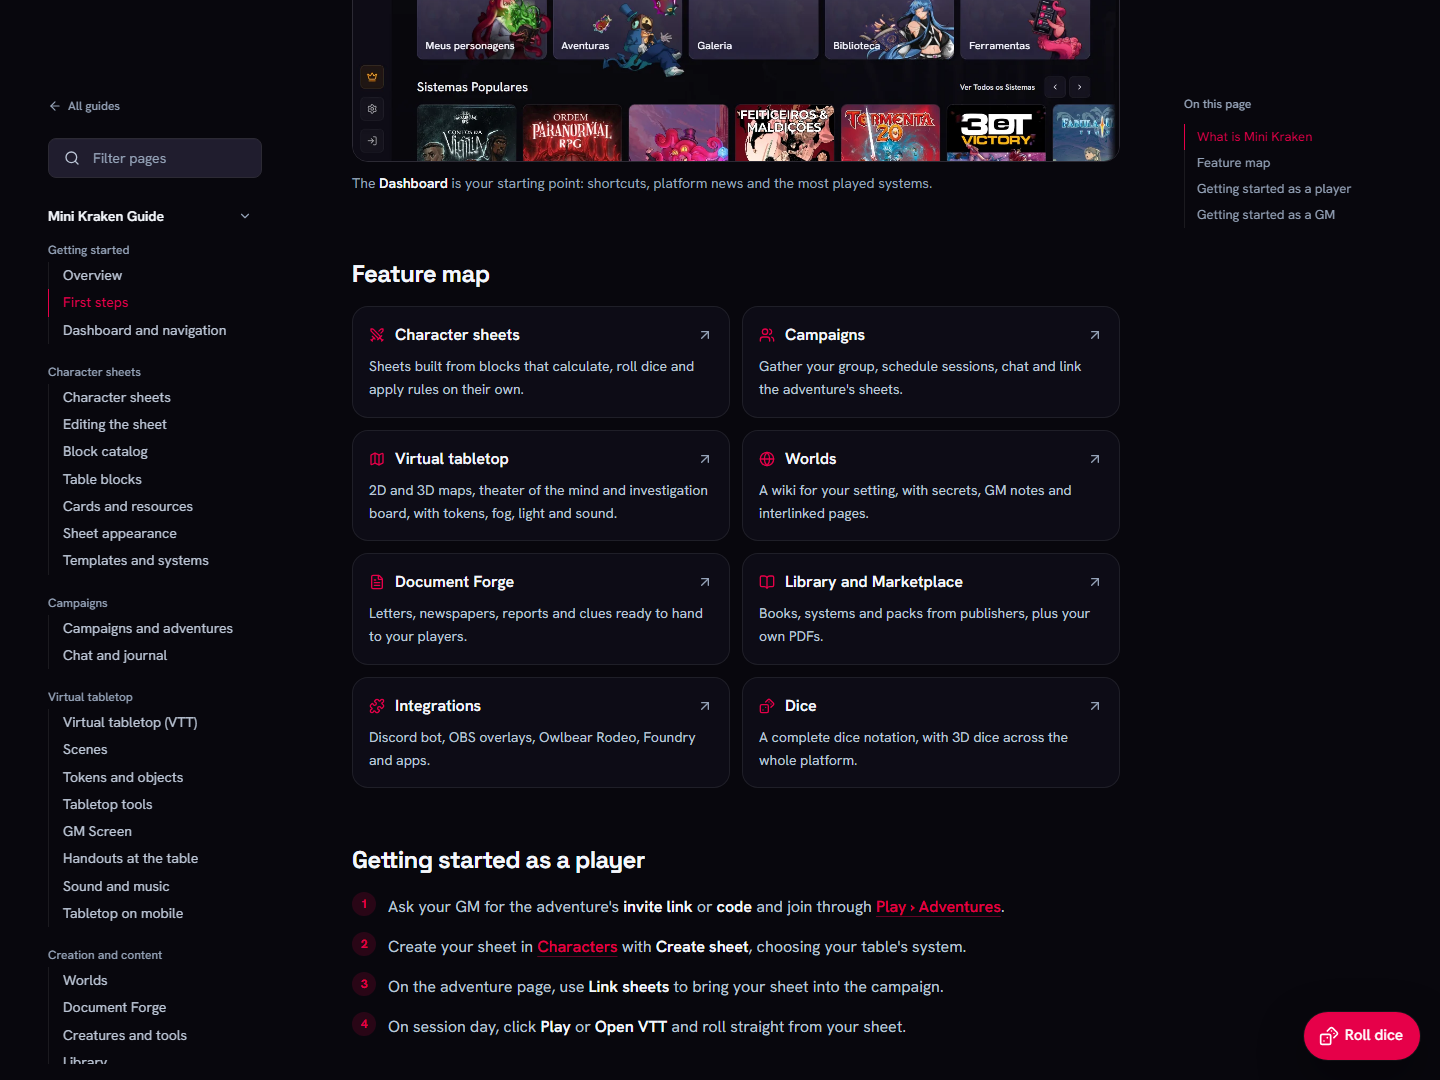 Meus personagens
Aventuras
Galeria
Biblioteca
Ferramentas
Sistemas Populares
Ver Todos os Sistemas
CONTOS DA
VIGÍLIA
ORDEM
PARANORMAL
RPG
FEITICEIROS &
MALDIÇÕES
TORMENTA
20
3DeT
VICTORY
FABULA
The Dashboard is your starting point: shortcuts, platform news and the most played systems.
All guides
Filter pages
Mini Kraken Guide
Getting started
Overview
First steps
Dashboard and navigation
Character sheets
Character sheets
Editing the sheet
Block catalog
Table blocks
Cards and resources
Sheet appearance
Templates and systems
Campaigns
Campaigns and adventures
Chat and journal
Virtual tabletop
Virtual tabletop (VTT)
Scenes
Tokens and objects
Tabletop tools
GM Screen
Handouts at the table
Sound and music
Tabletop on mobile
Creation and content
Worlds
Document Forge
Creatures and tools
Library
Feature map
Character sheets
Sheets built from blocks that calculate, roll dice and
apply rules on their own.
Campaigns
Gather your group, schedule sessions, chat and link
the adventure's sheets.
Virtual tabletop
2D and 3D maps, theater of the mind and investigation
board, with tokens, fog, light and sound.
Worlds
A wiki for your setting, with secrets, GM notes and
interlinked pages.
Document Forge
Letters, newspapers, reports and clues ready to hand
to your players.
Library and Marketplace
Books, systems and packs from publishers, plus your
own PDFs.
Integrations
Discord bot, OBS overlays, Owlbear Rodeo, Foundry
and apps.
Dice
A complete dice notation, with 3D dice across the
whole platform.
Getting started as a player
1 Ask your GM for the adventure's invite link or code and join through Play › Adventures.
2 Create your sheet in Characters with Create sheet, choosing your table's system.
3 On the adventure page, use Link sheets to bring your sheet into the campaign.
4 On session day, click Play or Open VTT and roll straight from your sheet.
On this page
What is Mini Kraken
Feature map
Getting started as a player
Getting started as a GM
Roll dice